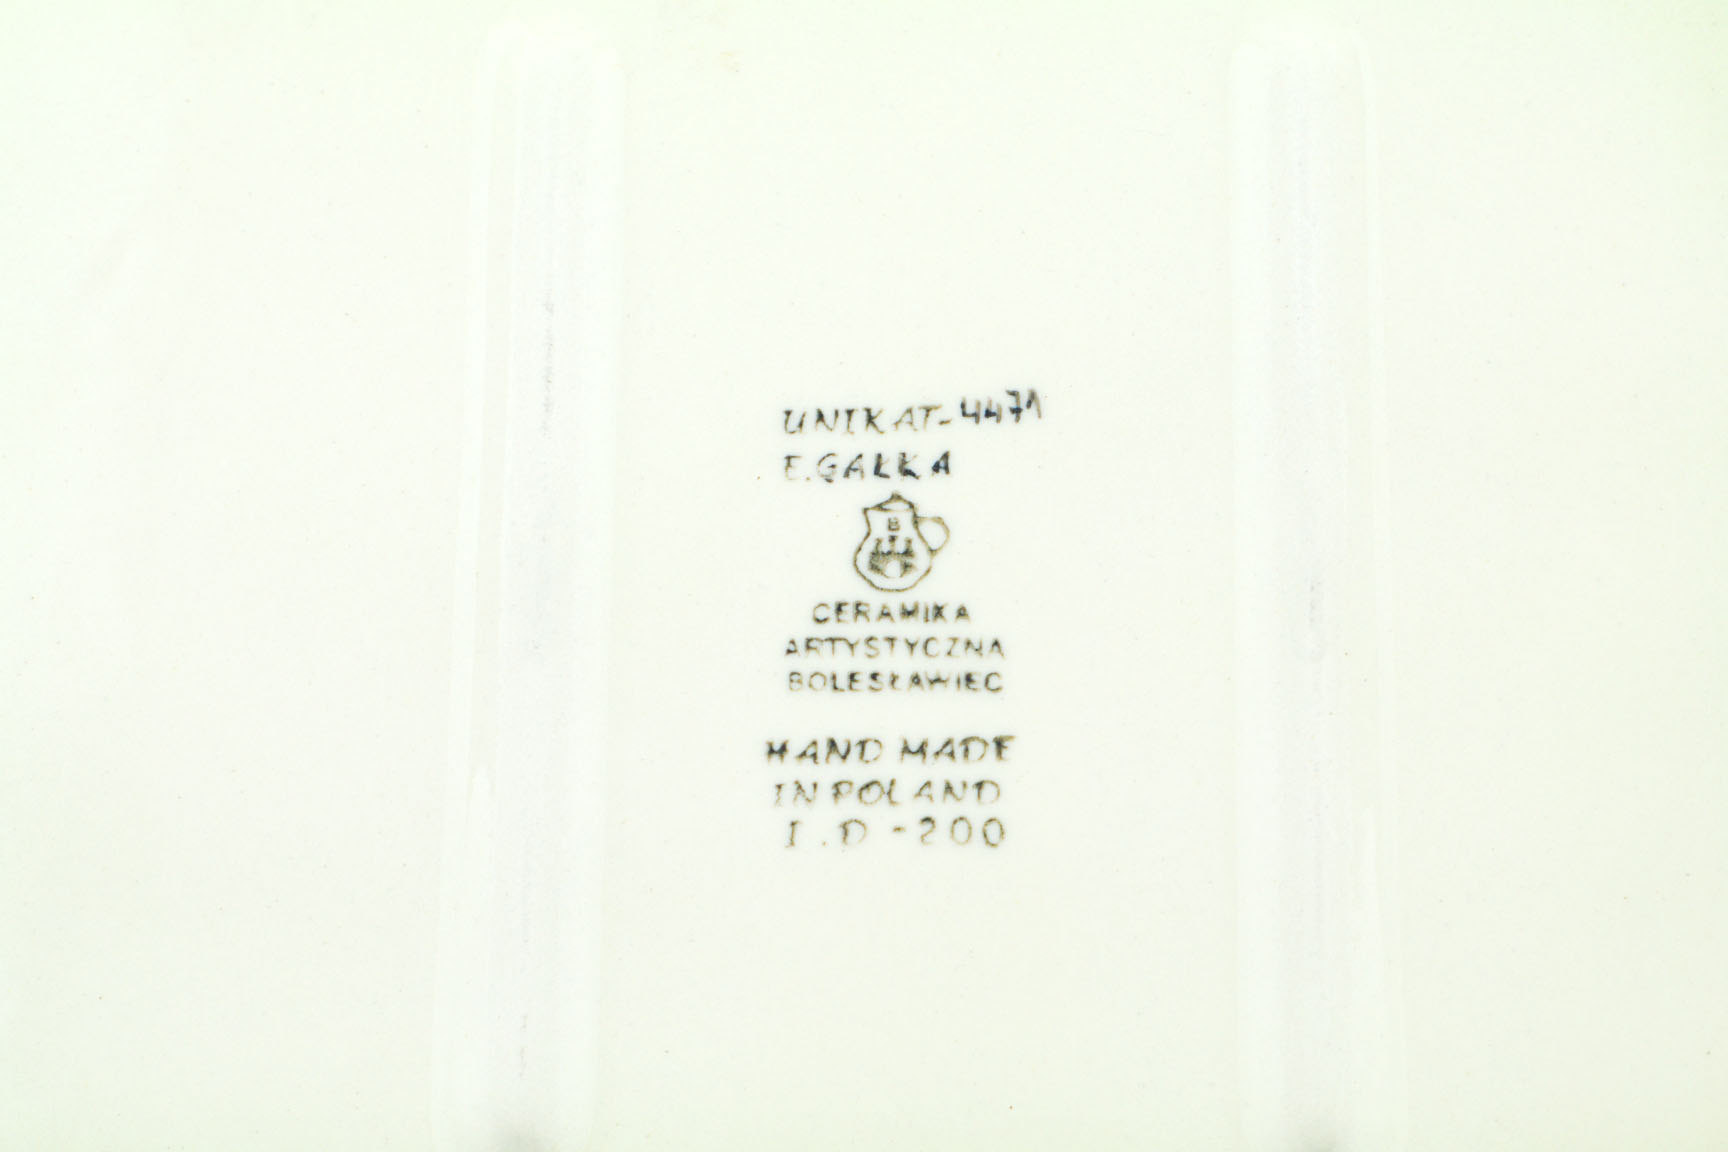 UNIKAT-4471
E.GAŁKA
B
CERAMIKA
ARTYSTYCZNA
BOLESŁAWIEC
HAND MADE
IN POLAND
I.D-200